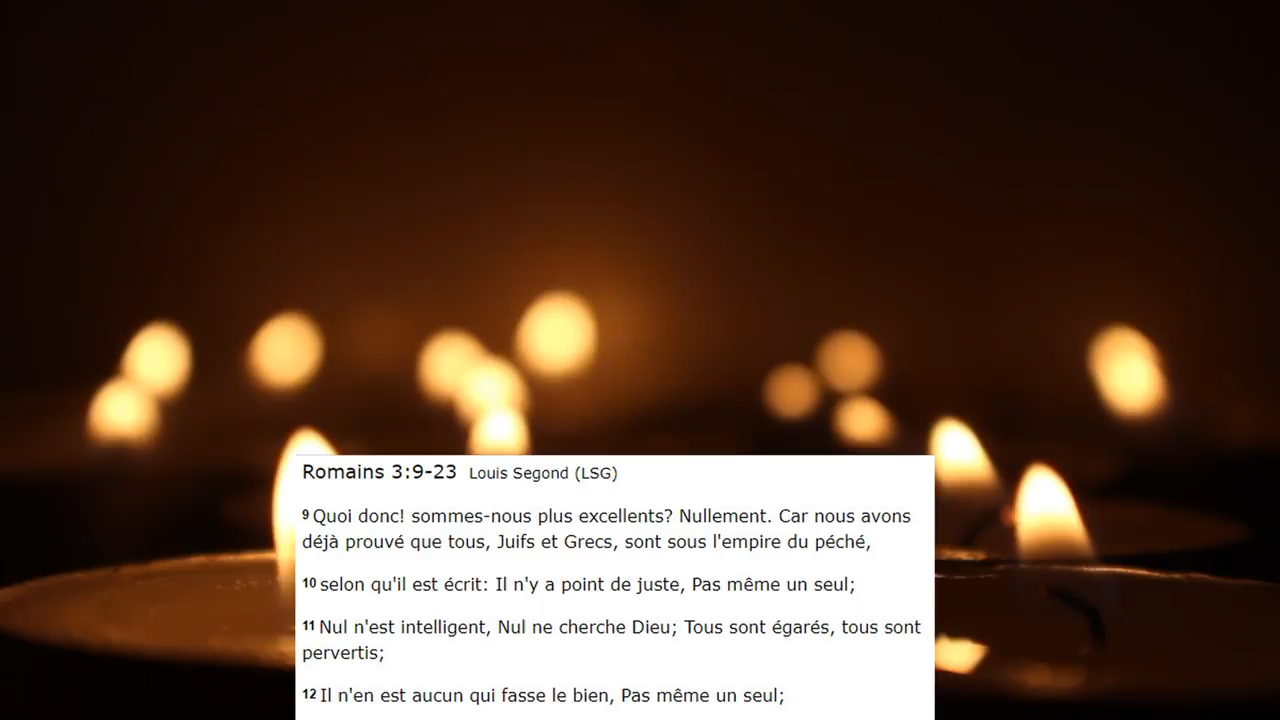 Romains 3:9-23 Louis Segond (LSG)
9 Quoi donc! sommes-nous plus excellents? Nullement. Car nous avons
déjà prouvé que tous, Juifs et Grecs, sont sous l'empire du péché,
10 selon qu'il est écrit: Il n'y a point de juste, Pas même un seul;
11 Nul n'est intelligent, Nul ne cherche Dieu; Tous sont égarés, tous sont
pervertis;
12 Il n'en est aucun qui fasse le bien, Pas même un seul;